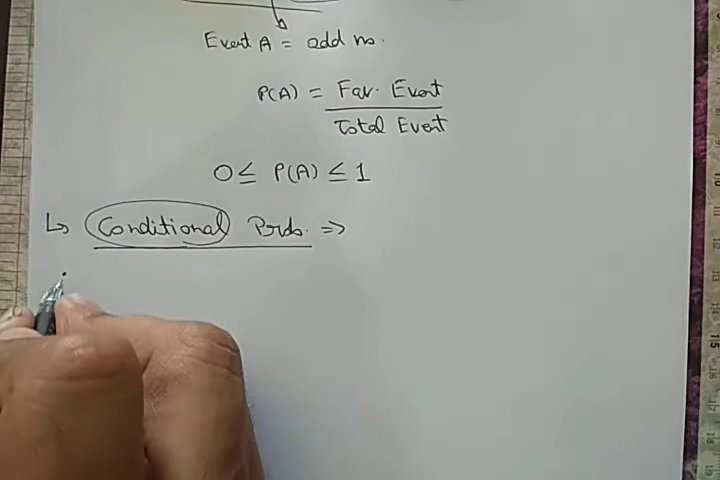 b
Event A = odd no.
P(A) = Fav. Event
Total Event
0 ≤ P(A) ≤ 1
↳ Conditional Prob. =>